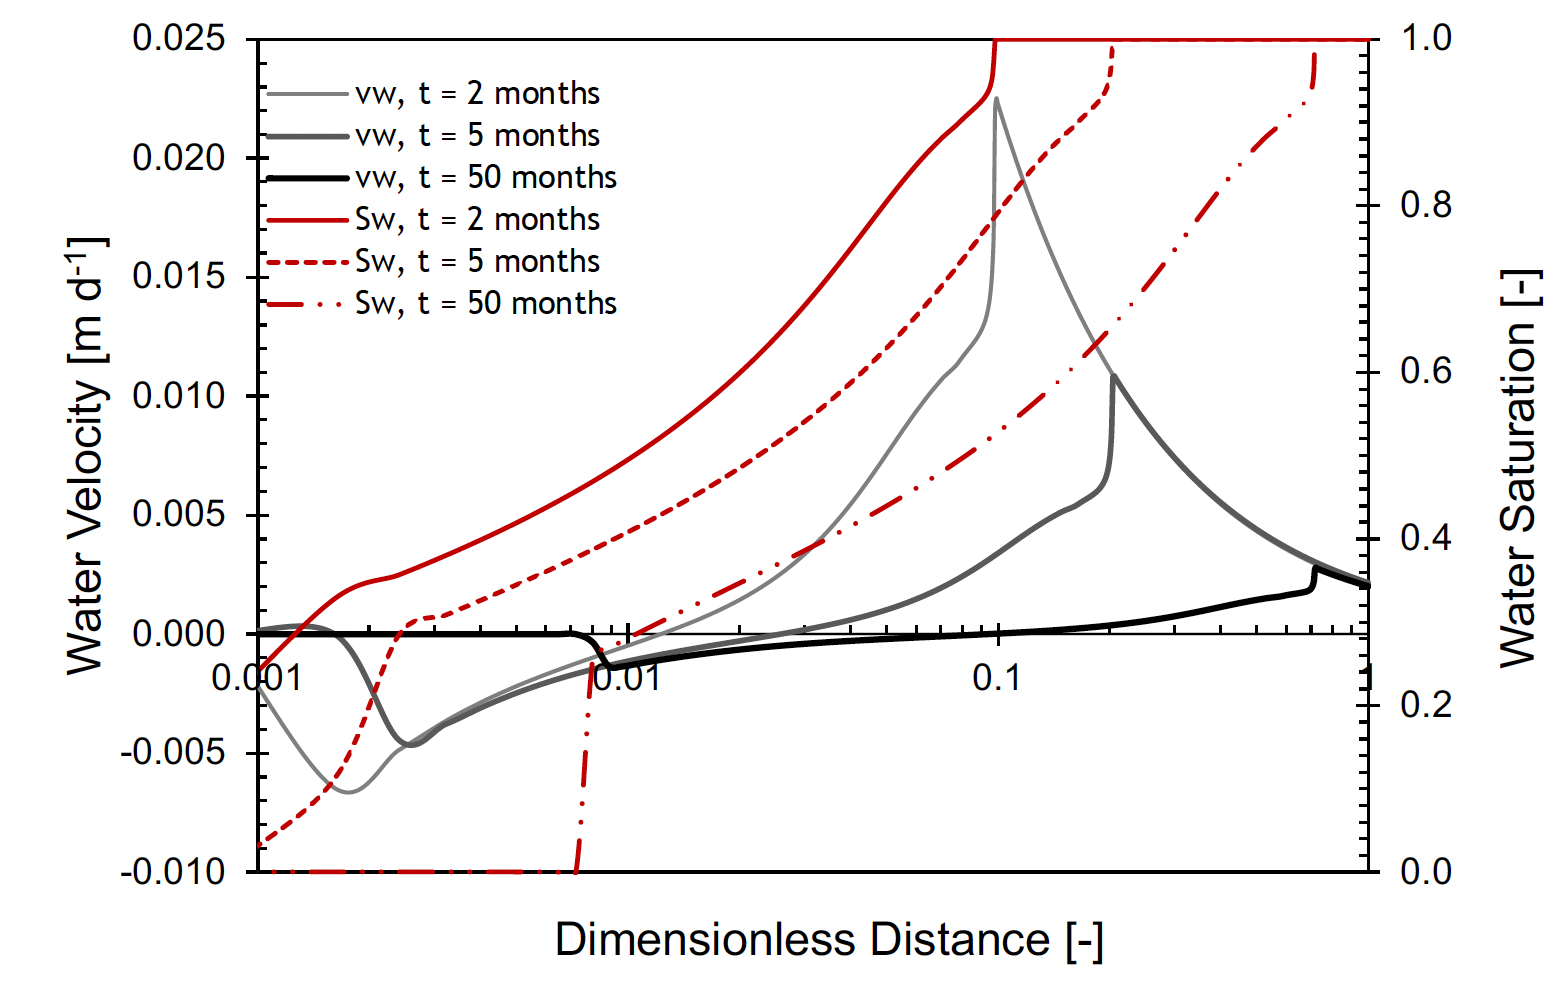 0.025
0.020
0.015
0.010
0.005
0.000
-0.005
-0.010
Water Velocity [m d-1]
vw, t = 2 months
vw, t = 5 months
vw, t = 50 months
Sw, t = 2 months
Sw, t = 5 months
Sw, t = 50 months
0.001 0.01 0.1 1
1.0
0.8
0.6
0.4
0.2
0.0
Water Saturation [-]
Dimensionless Distance [-]